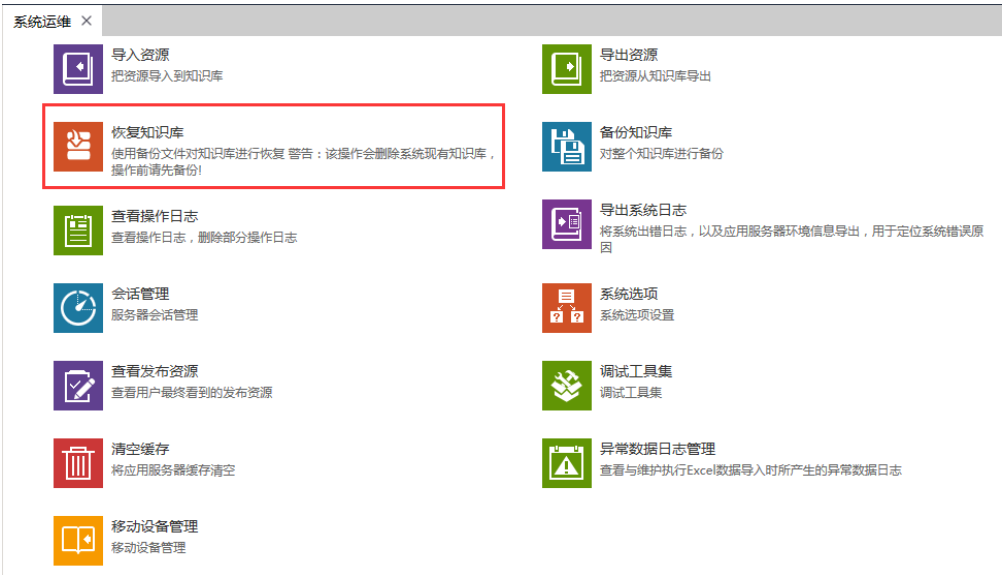 系统运维 ×
导入资源
把资源导入到知识库
导出资源
把资源从知识库导出
恢复知识库
使用备份文件对知识库进行恢复 警告：该操作会删除系统现有知识库，
操作前请先备份!
备份知识库
对整个知识库进行备份
查看操作日志
查看操作日志，删除部分操作日志
导出系统日志
将系统出错日志，以及应用服务器环境信息导出，用于定位系统错误原
因
会话管理
服务器会话管理
系统选项
系统选项设置
查看发布资源
查看用户最终看到的发布资源
调试工具集
调试工具集
清空缓存
将应用服务器缓存清空
异常数据日志管理
查看与维护执行Excel数据导入时所产生的异常数据日志
移动设备管理
移动设备管理